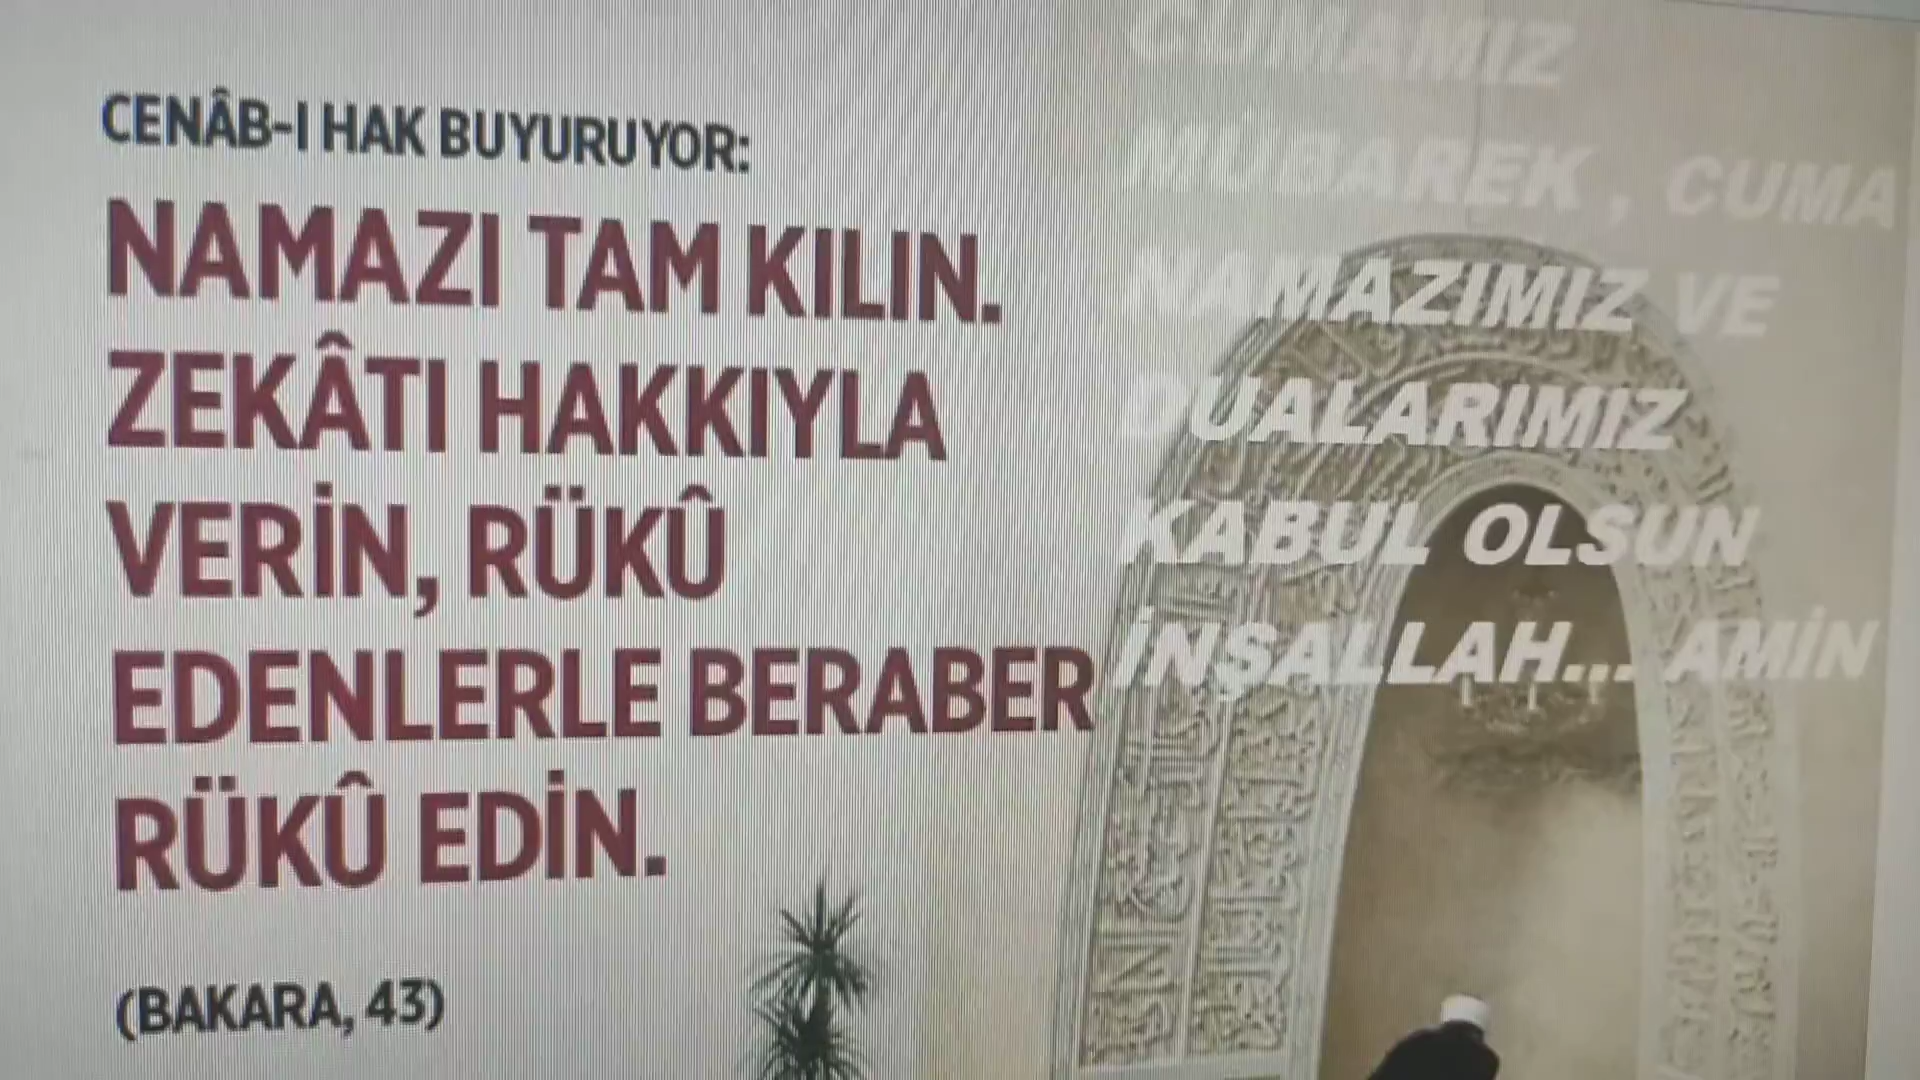 CENÂB-I HAK BUYURUYOR:
NAMAZI TAM KILIN.
ZEKÂTI HAKKIYLA
VERİN, RÜKÛ
EDENLERLE BERABER
RÜKÛ EDİN.
(BAKARA, 43)
CUMAMIZ
MÜBAREK , CUMA
NAMAZIMIZ VE
DUALARIMIZ
KABUL OLSUN
İNŞALLAH... AMİN